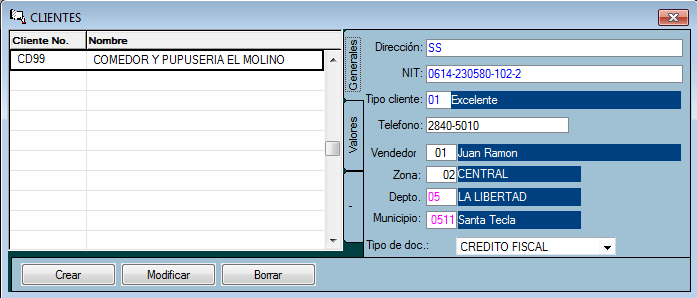 CLIENTES
Cliente No. Nombre
CD99 COMEDOR Y PUPUSERIA EL MOLINO
Generales
Valores
-
Dirección: SS
NIT: 0614-230580-102-2
Tipo cliente: 01 Excelente
Telefono: 2840-5010
Vendedor 01 Juan Ramon
Zona: 02 CENTRAL
Depto. 05 LA LIBERTAD
Municipio: 0511 Santa Tecla
Tipo de doc.: CREDITO FISCAL
Crear Modificar Borrar